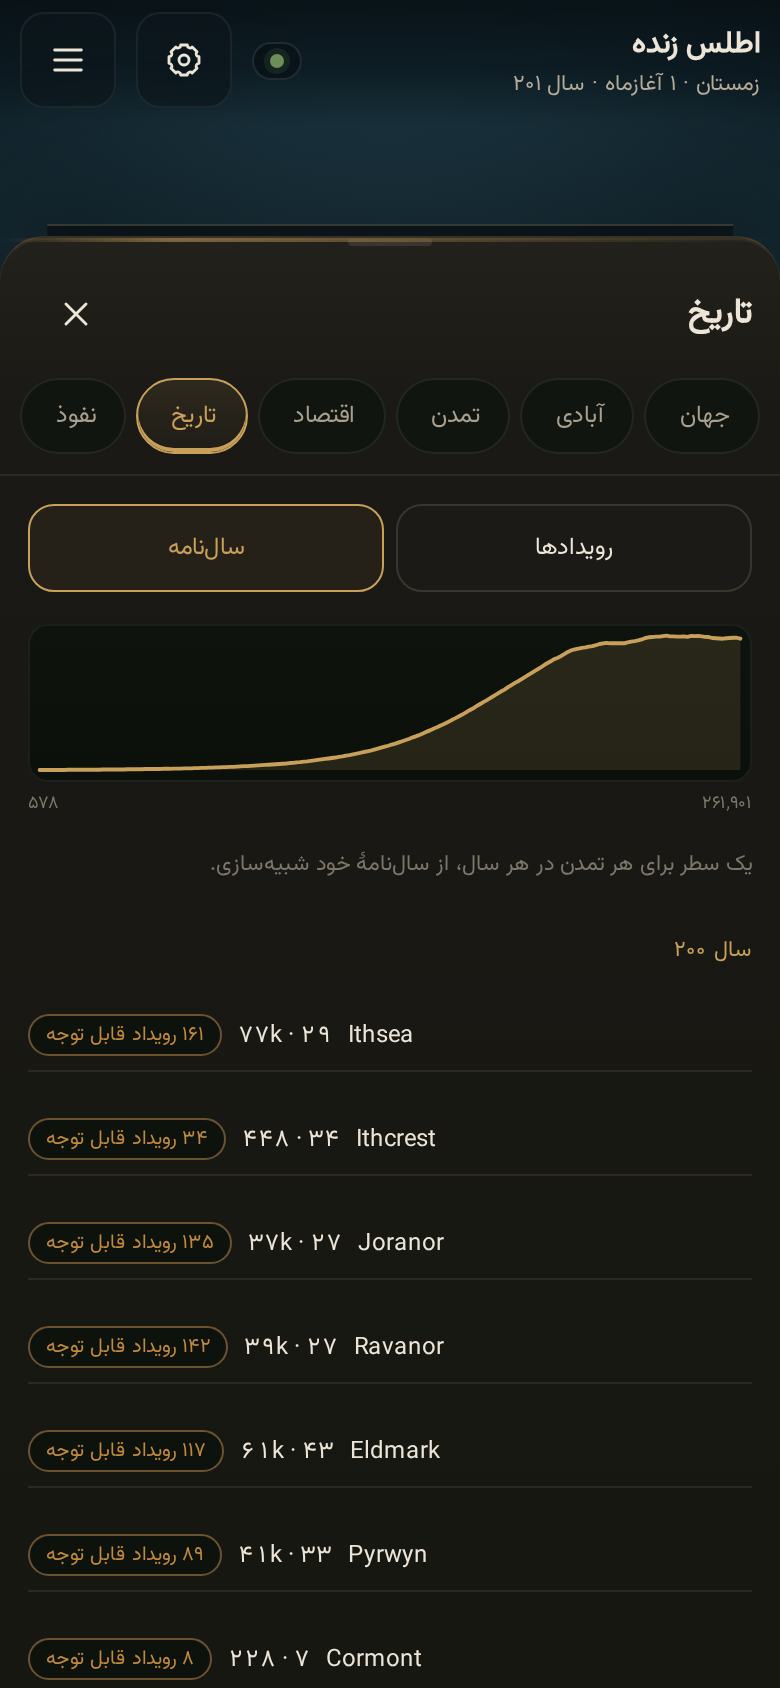 اطلس زنده
زمستان · ۱ آغازماه · سال ۲۰۱
تاریخ
جهان
آبادی
تمدن
اقتصاد
تاریخ
نفوذ
رویدادها
سال‌نامه
۲۶۱,۹۰۱
۵۷۸
یک سطر برای هر تمدن در هر سال، از سال‌نامهٔ خود شبیه‌سازی.
سال ۲۰۰
Ithsea ۷۷k · ۲۹ ۱۶۱ رویداد قابل توجه
Ithcrest ۴۴۸ · ۳۴ ۳۴ رویداد قابل توجه
Joranor ۳۷k · ۲۷ ۱۳۵ رویداد قابل توجه
Ravanor ۳۹k · ۲۷ ۱۴۲ رویداد قابل توجه
Eldmark ۶۱k · ۴۳ ۱۱۷ رویداد قابل توجه
Pyrwyn ۴۱k · ۳۳ ۸۹ رویداد قابل توجه
Cormont ۲۲۸ · ۷ ۸ رویداد قابل توجه